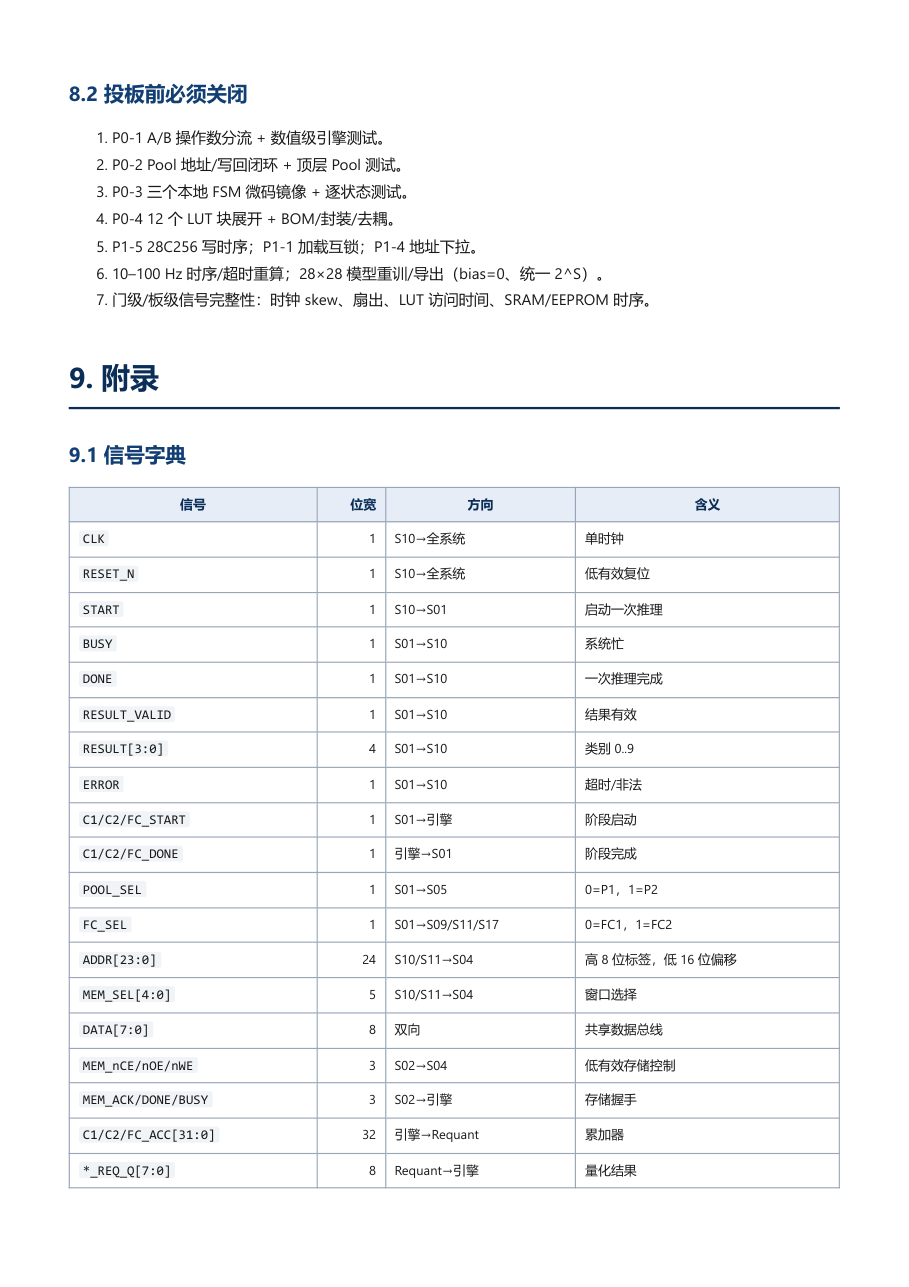 8.2 投板前必须关闭
1. P0-1 A/B 操作数分流 + 数值级引擎测试。
2. P0-2 Pool 地址/写回闭环 + 顶层 Pool 测试。
3. P0-3 三个本地 FSM 微码镜像 + 逐状态测试。
4. P0-4 12 个 LUT 块展开 + BOM/封装/去耦。
5. P1-5 28C256 写时序；P1-1 加载互锁；P1-4 地址下拉。
6. 10–100 Hz 时序/超时重算；28×28 模型重训/导出（bias=0、统一 2^S）。
7. 门级/板级信号完整性：时钟 skew、扇出、LUT 访问时间、SRAM/EEPROM 时序。
9. 附录
9.1 信号字典
信号 位宽 方向 含义
CLK 1 S10→全系统 单时钟
RESET_N 1 S10→全系统 低有效复位
START 1 S10→S01 启动一次推理
BUSY 1 S01→S10 系统忙
DONE 1 S01→S10 一次推理完成
RESULT_VALID 1 S01→S10 结果有效
RESULT[3:0] 4 S01→S10 类别 0..9
ERROR 1 S01→S10 超时/非法
C1/C2/FC_START 1 S01→引擎 阶段启动
C1/C2/FC_DONE 1 引擎→S01 阶段完成
POOL_SEL 1 S01→S05 0=P1，1=P2
FC_SEL 1 S01→S09/S11/S17 0=FC1，1=FC2
ADDR[23:0] 24 S10/S11→S04 高 8 位标签，低 16 位偏移
MEM_SEL[4:0] 5 S10/S11→S04 窗口选择
DATA[7:0] 8 双向 共享数据总线
MEM_nCE/nOE/nWE 3 S02→S04 低有效存储控制
MEM_ACK/DONE/BUSY 3 S02→引擎 存储握手
C1/C2/FC_ACC[31:0] 32 引擎→Requant 累加器
*_REQ_Q[7:0] 8 Requant→引擎 量化结果